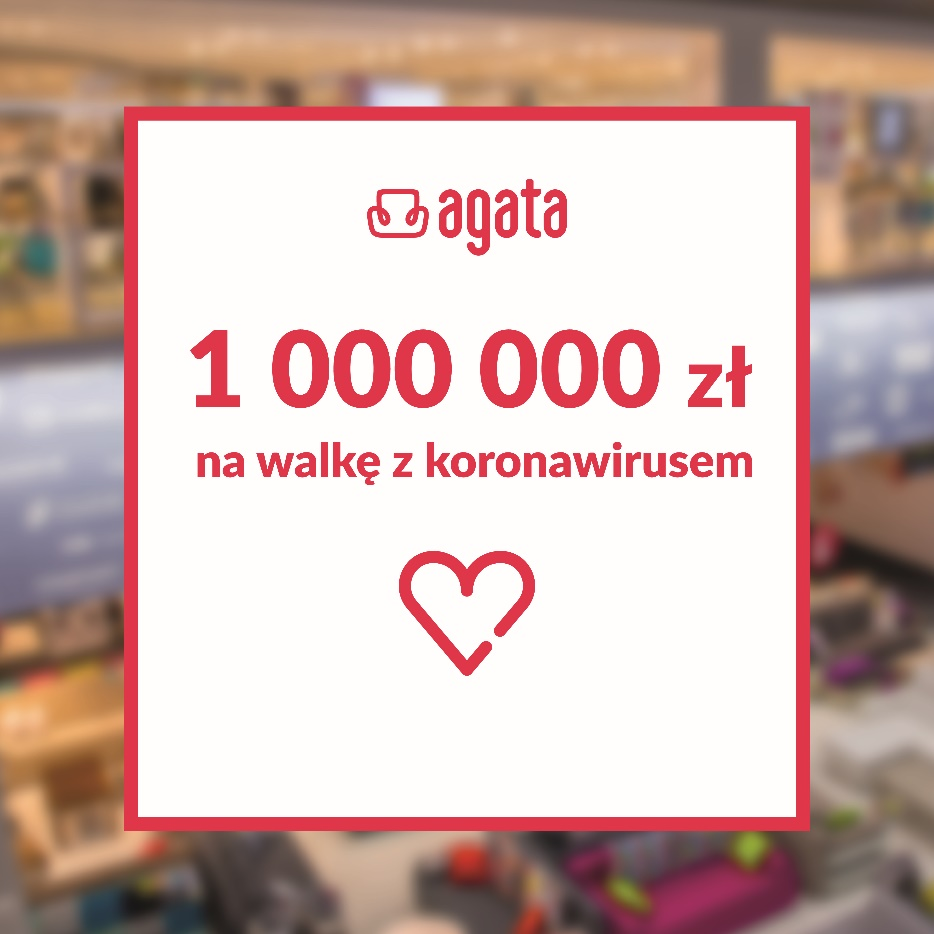 agata
1 000 000 zł
na walkę z koronawirusem